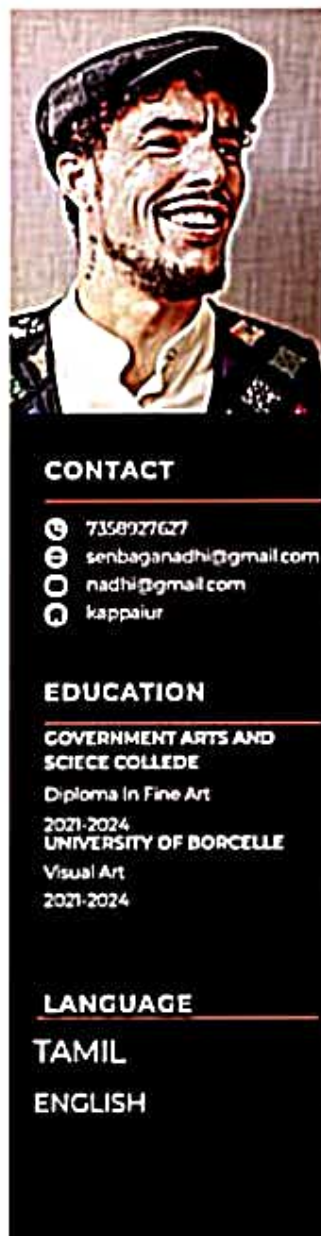 CONTACT
7358927627
senbaganadhi@gmail.com
nadhi@gmail.com
kappaiur
EDUCATION
GOVERNMENT ARTS AND
SCIECE COLLEDE
Diploma In Fine Art
2021-2024
UNIVERSITY OF BORCELLE
Visual Art
2021-2024
LANGUAGE
TAMIL
ENGLISH